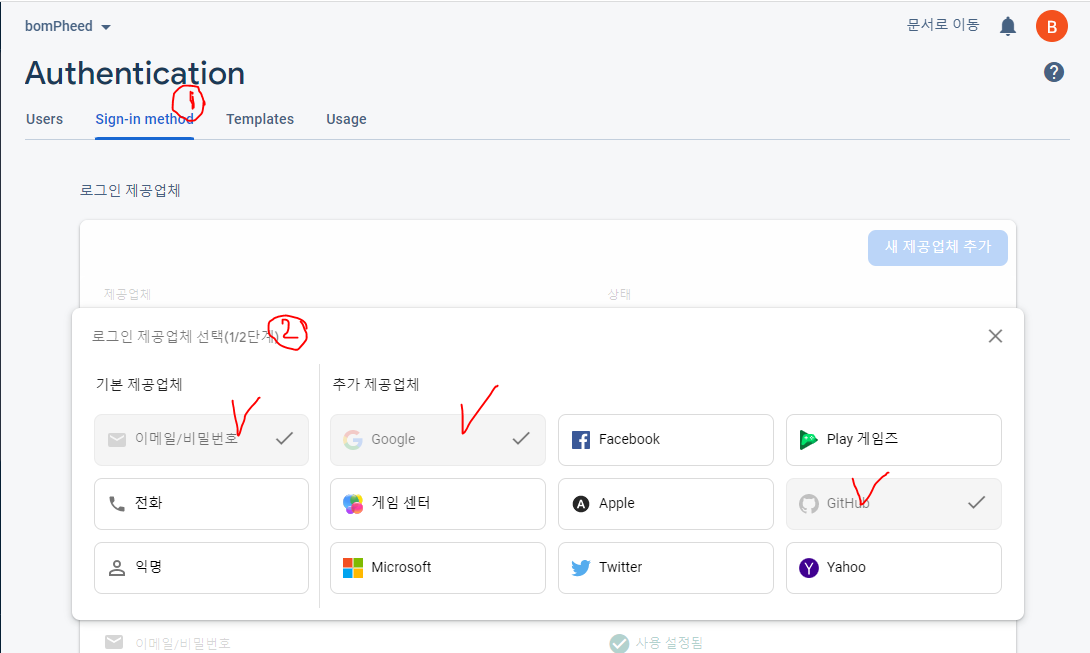 bomPheed 문서로 이동 B
Authentication ?
1
Users Sign-in method Templates Usage
로그인 제공업체
새 제공업체 추가
제공업체 상태
로그인 제공업체 선택(1/2단계) 2
기본 제공업체 추가 제공업체
이메일/비밀번호 Google Facebook Play 게임즈
전화 게임 센터 Apple GitHub
익명 Microsoft Twitter Yahoo
이메일/비밀번호 사용 설정됨